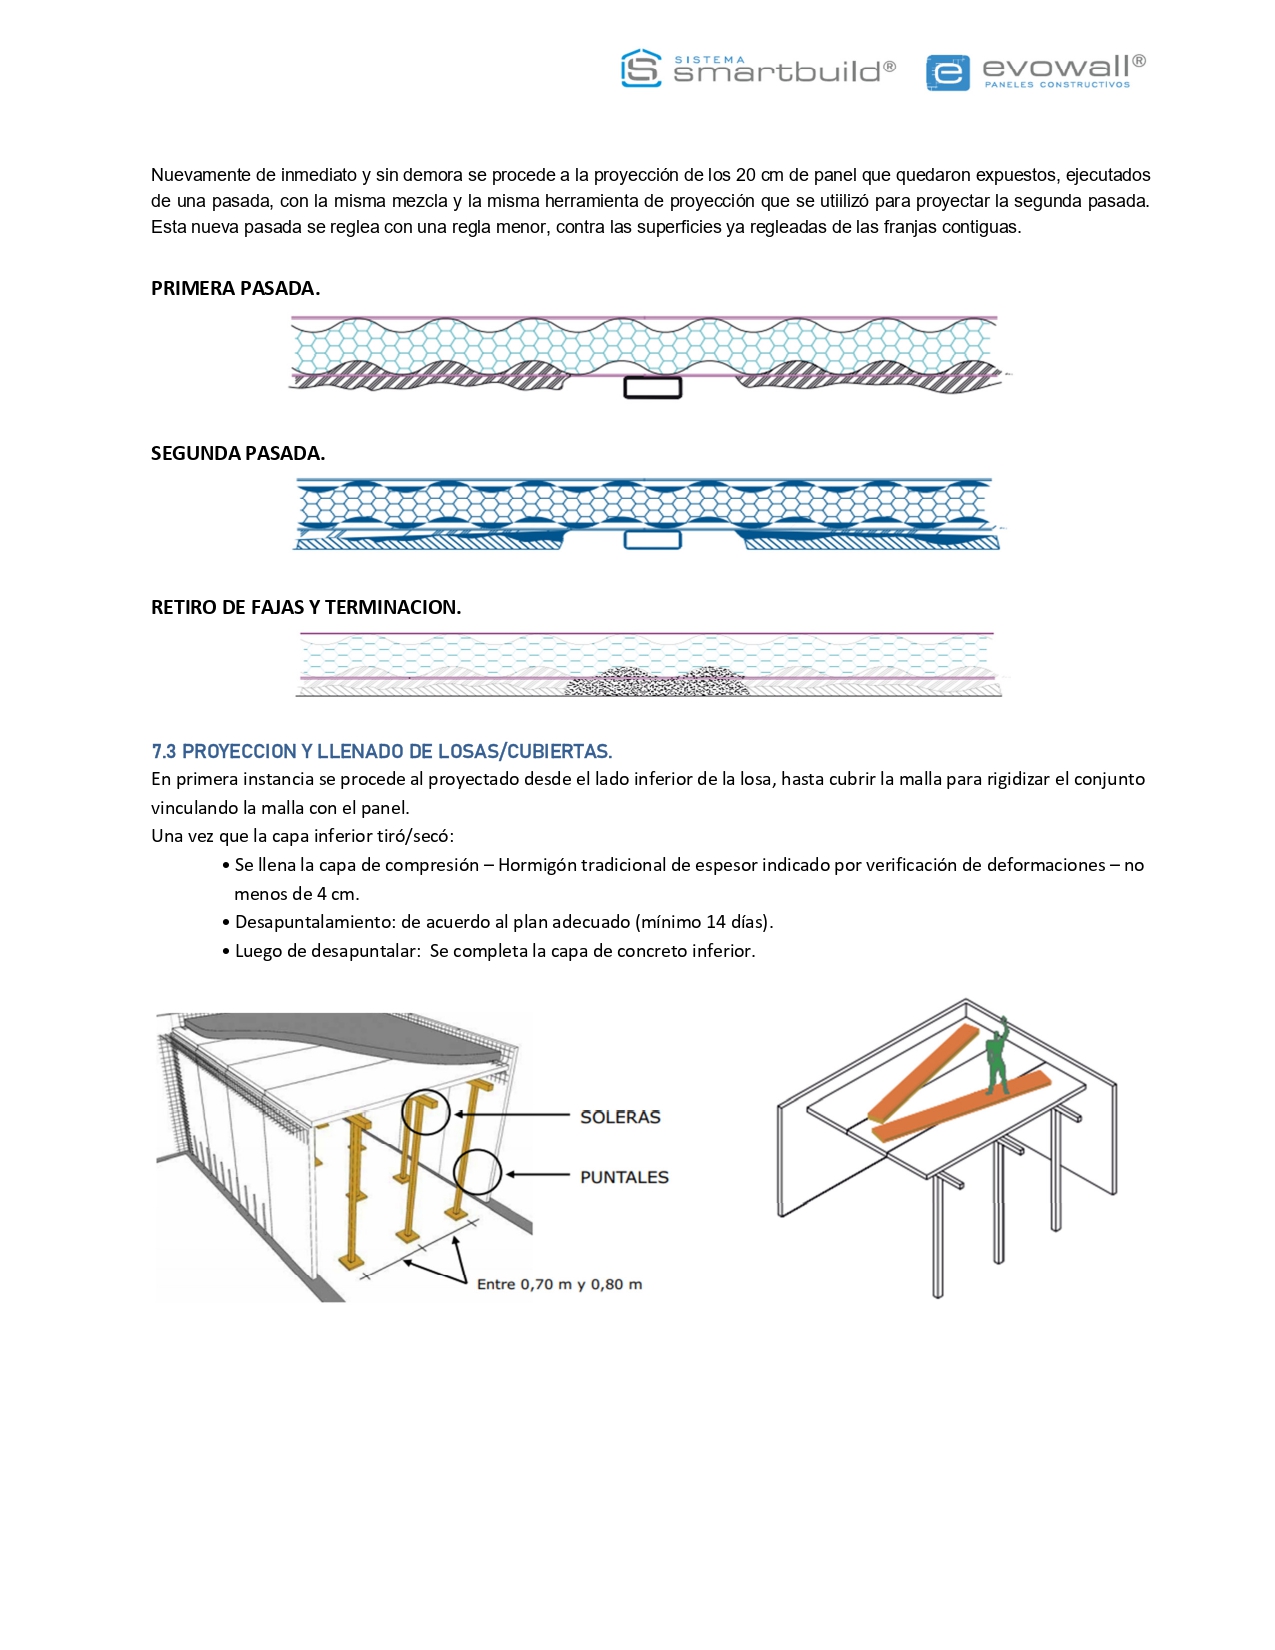 SISTEMA
smartbuild®
evowall®
PANELES CONSTRUCTIVOS
Nuevamente de inmediato y sin demora se procede a la proyección de los 20 cm de panel que quedaron expuestos, ejecutados
de una pasada, con la misma mezcla y la misma herramienta de proyección que se utiilizó para proyectar la segunda pasada.
Esta nueva pasada se reglea con una regla menor, contra las superficies ya regleadas de las franjas contiguas.
PRIMERA PASADA.
SEGUNDA PASADA.
RETIRO DE FAJAS Y TERMINACION.
7.3 PROYECCION Y LLENADO DE LOSAS/CUBIERTAS.
En primera instancia se procede al proyectado desde el lado inferior de la losa, hasta cubrir la malla para rigidizar el conjunto
vinculando la malla con el panel.
Una vez que la capa inferior tiró/secó:
• Se llena la capa de compresión – Hormigón tradicional de espesor indicado por verificación de deformaciones – no
menos de 4 cm.
• Desapuntalamiento: de acuerdo al plan adecuado (mínimo 14 días).
• Luego de desapuntalar:  Se completa la capa de concreto inferior.
SOLERAS
PUNTALES
Entre 0,70 m y 0,80 m